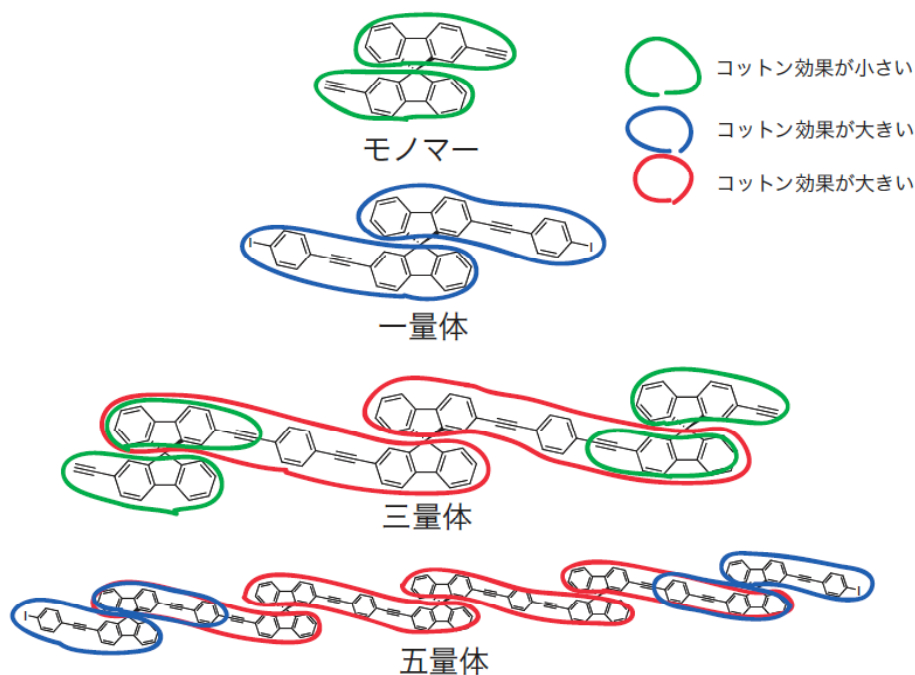 コットン効果が小さい
コットン効果が大きい
コットン効果が大きい
モノマー
I
I
一量体
三量体
I
I
五量体